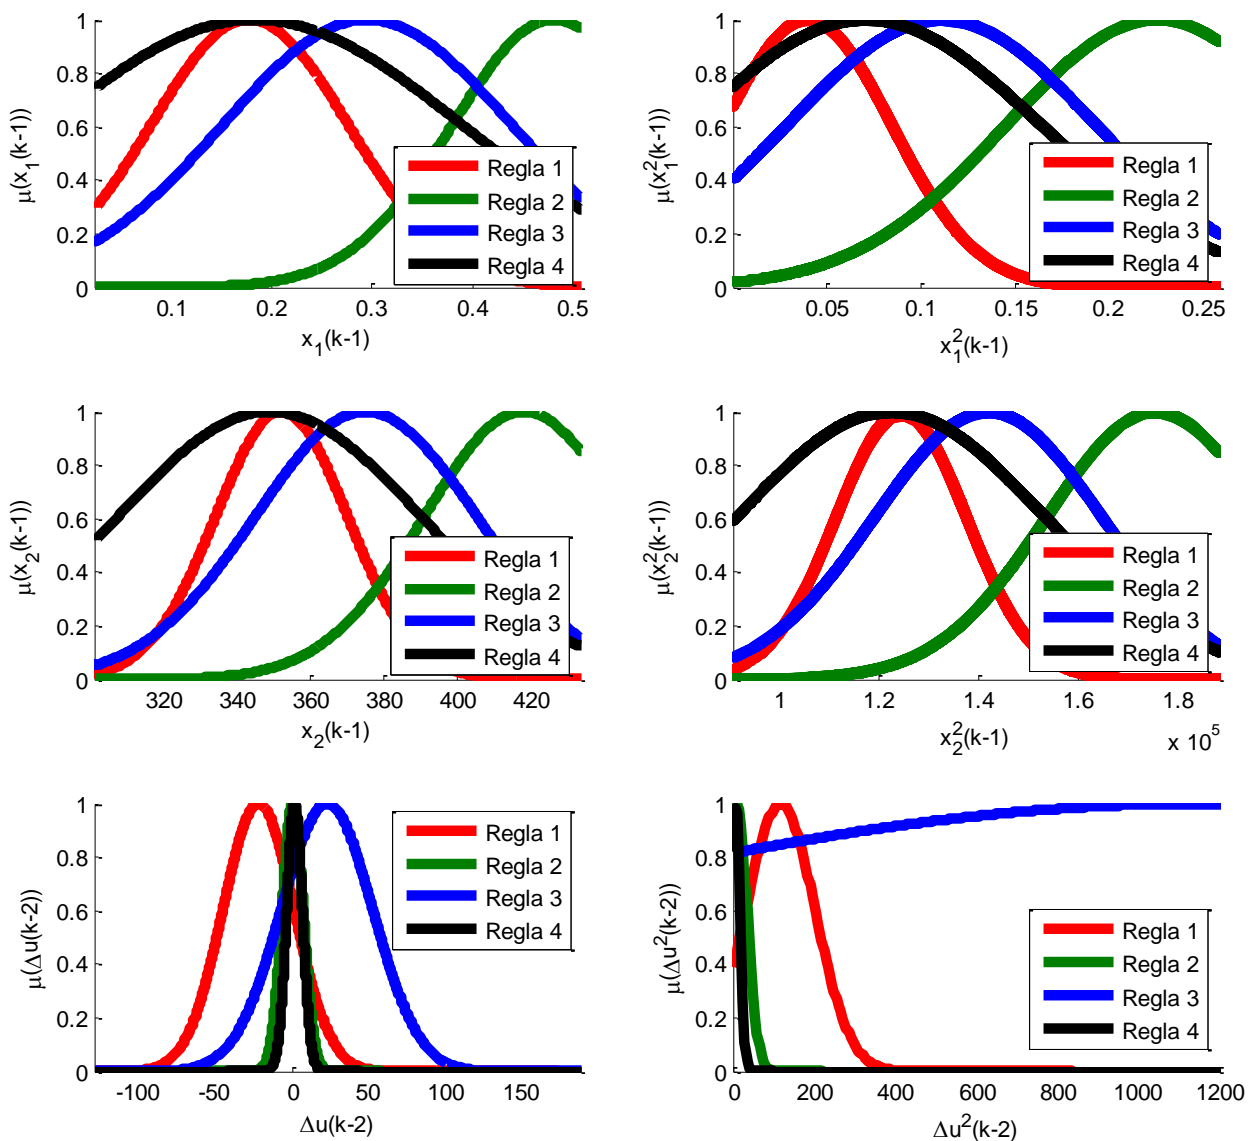 1
0.8
0.6
0.4
0.2
0
μ(x1(k-1))
0.1 0.2 0.3 0.4 0.5
x1(k-1)
Regla 1
Regla 2
Regla 3
Regla 4
1
0.8
0.6
0.4
0.2
0
μ(x1^2(k-1))
0.05 0.1 0.15 0.2 0.25
x1^2(k-1)
Regla 1
Regla 2
Regla 3
Regla 4
1
0.8
0.6
0.4
0.2
0
μ(x2(k-1))
320 340 360 380 400 420
x2(k-1)
Regla 1
Regla 2
Regla 3
Regla 4
1
0.8
0.6
0.4
0.2
0
μ(x2^2(k-1))
1 1.2 1.4 1.6 1.8
x2^2(k-1)
x 10^5
Regla 1
Regla 2
Regla 3
Regla 4
1
0.8
0.6
0.4
0.2
0
μ(Δu(k-2))
-100 -50 0 50 100 150
Δu(k-2)
Regla 1
Regla 2
Regla 3
Regla 4
1
0.8
0.6
0.4
0.2
0
μ(Δu^2(k-2))
0 200 400 600 800 1000 1200
Δu^2(k-2)
Regla 1
Regla 2
Regla 3
Regla 4